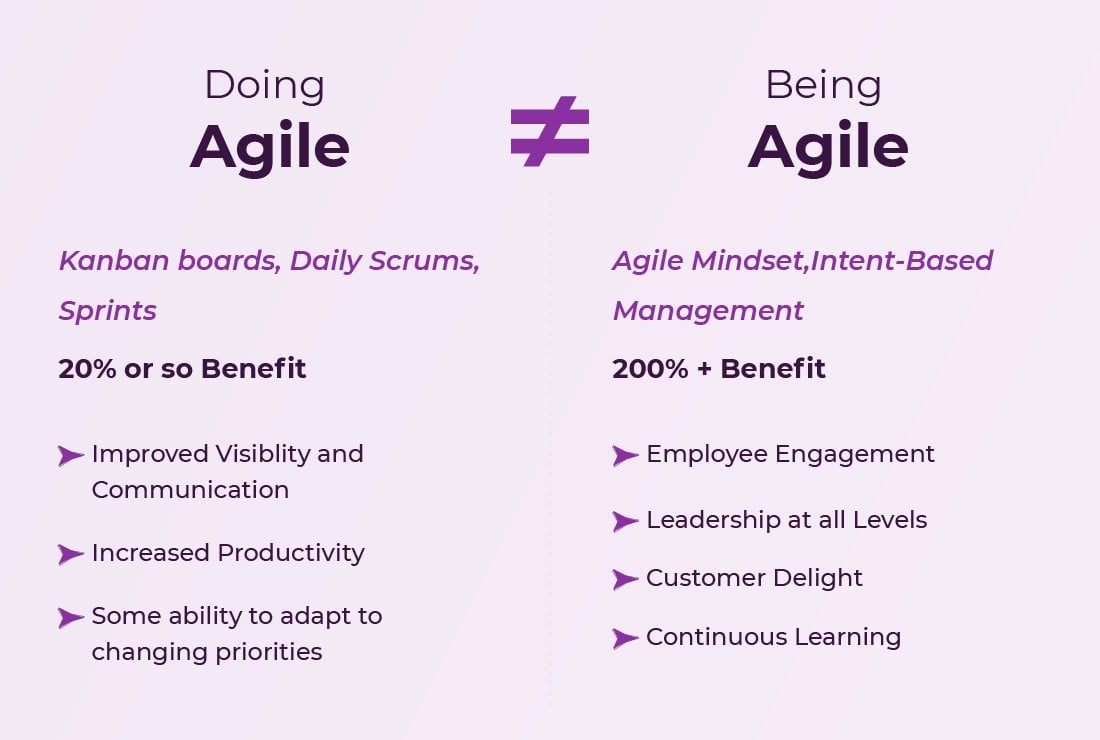 Doing
Agile
≠
Being
Agile
Kanban boards, Daily Scrums,
Sprints
20% or so Benefit
Improved Visiblity and
Communication
Increased Productivity
Some ability to adapt to
changing priorities
Agile Mindset,Intent-Based
Management
200% + Benefit
Employee Engagement
Leadership at all Levels
Customer Delight
Continuous Learning